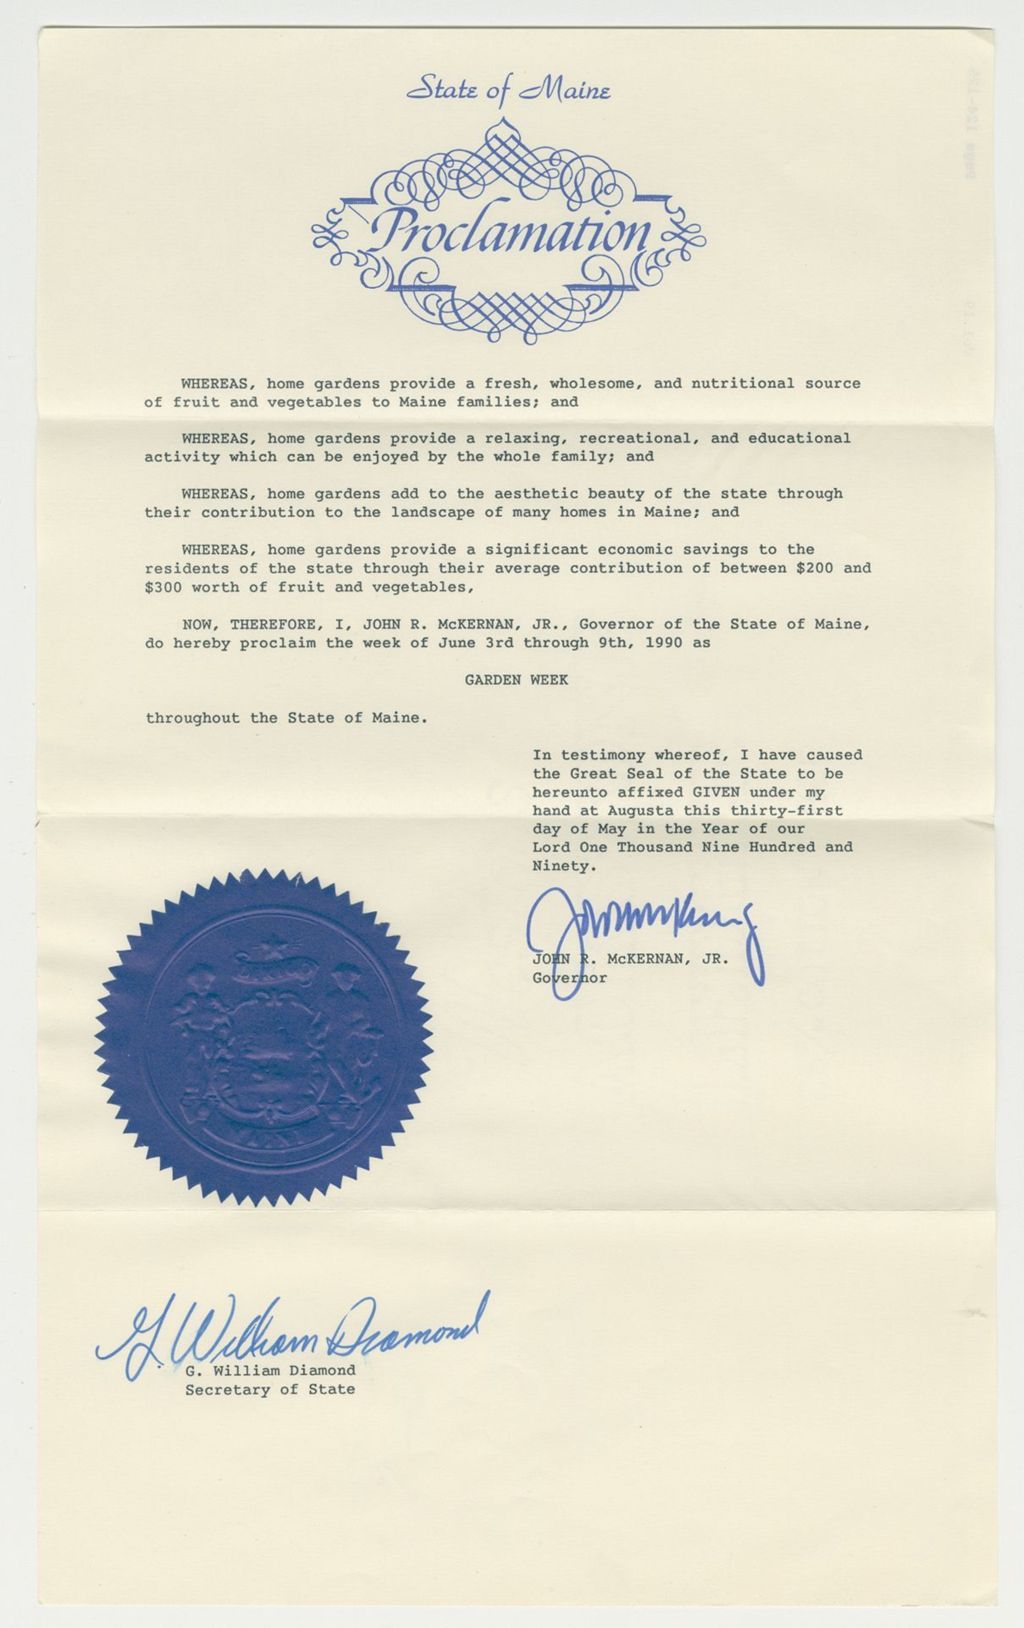 State of Maine
Proclamation
WHEREAS, home gardens provide a fresh, wholesome, and nutritional source
of fruit and vegetables to Maine families; and
WHEREAS, home gardens provide a relaxing, recreational, and educational
activity which can be enjoyed by the whole family; and
WHEREAS, home gardens add to the aesthetic beauty of the state through
their contribution to the landscape of many homes in Maine; and
WHEREAS, home gardens provide a significant economic savings to the
residents of the state through their average contribution of between $200 and
$300 worth of fruit and vegetables,
NOW, THEREFORE, I, JOHN R. McKERNAN, JR., Governor of the State of Maine,
do hereby proclaim the week of June 3rd through 9th, 1990 as
GARDEN WEEK
throughout the State of Maine.
In testimony whereof, I have caused
the Great Seal of the State to be
hereunto affixed GIVEN under my
hand at Augusta this thirty-first
day of May in the Year of our
Lord One Thousand Nine Hundred and
Ninety.
JOHN R. McKERNAN, JR.
Governor
DIRIGO
MAINE
G. William Diamond
G. William Diamond
Secretary of State